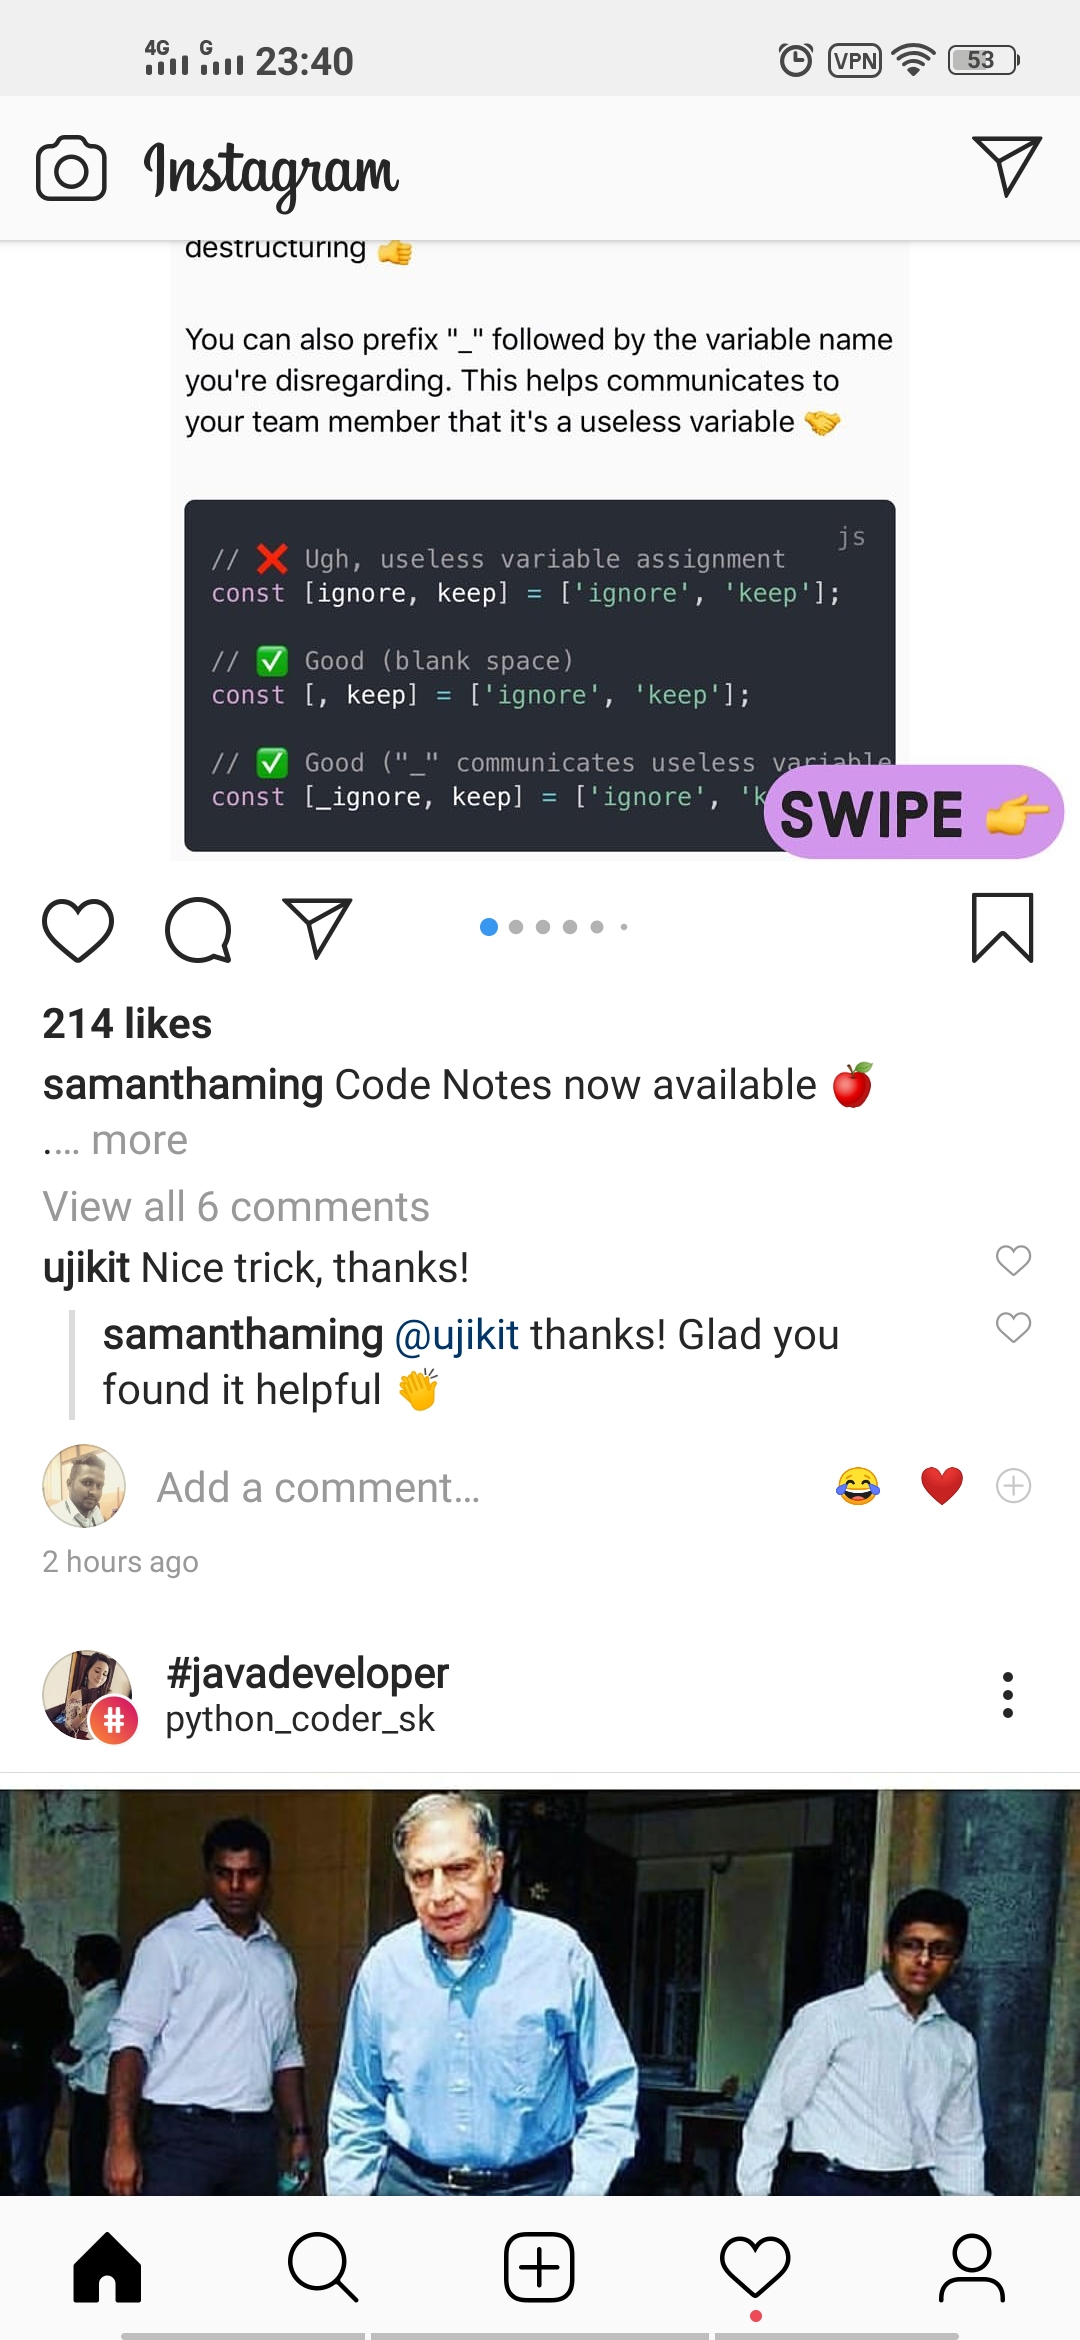 4G G 23:40 VPN 53
Instagram
destructuring 👍
You can also prefix "_" followed by the variable name
you're disregarding. This helps communicates to
your team member that it's a useless variable 🤝
js
// ❌ Ugh, useless variable assignment
const [ignore, keep] = ['ignore', 'keep'];
// ✅ Good (blank space)
const [, keep] = ['ignore', 'keep'];
// ✅ Good ("_" communicates useless variable
const [_ignore, keep] = ['ignore', 'k
SWIPE 👉
214 likes
samanthaming Code Notes now available 🍎
.... more
View all 6 comments
ujikit Nice trick, thanks!
samanthaming @ujikit thanks! Glad you
found it helpful 👏
Add a comment...
2 hours ago
#javadeveloper
python_coder_sk